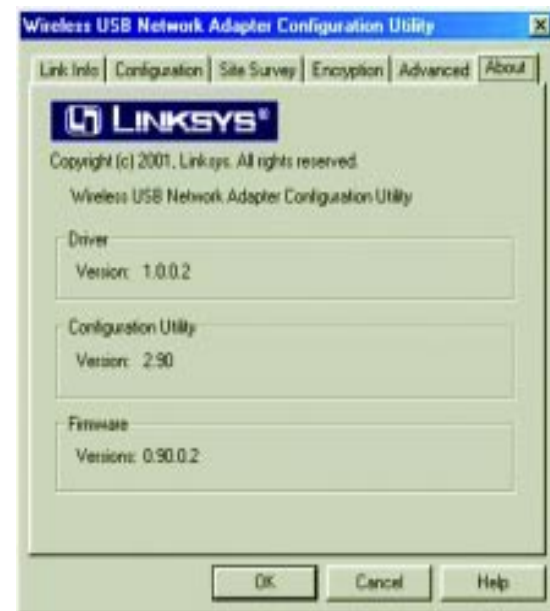 Wireless USB Network Adapter Configuration Utility
Link Info Configuration Site Survey Encryption Advanced About
LINKSYS®
Copyright (c) 2001, Linksys. All rights reserved.
Wireless USB Network Adapter Configuration Utility
Driver
Version: 1.0.0.2
Configuration Utility
Version: 2.90
Firmware
Versions: 0.90.0.2
OK Cancel Help